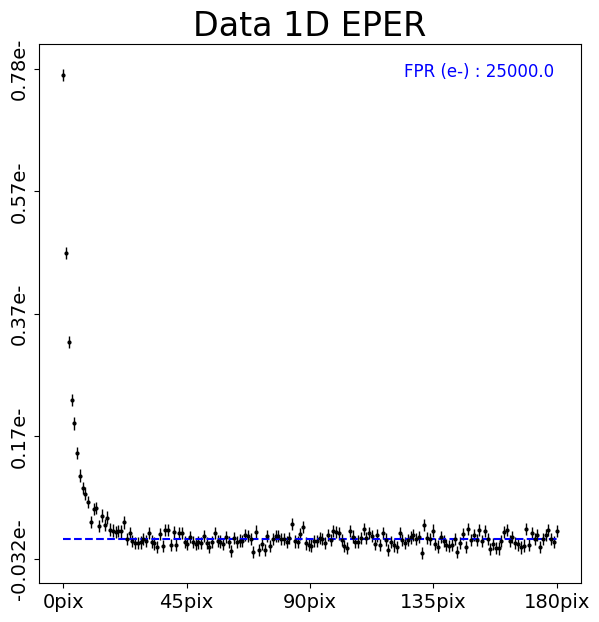 Data 1D EPER
FPR (e-) : 25000.0
0.78e-
0.57e-
0.37e-
0.17e-
-0.032e-
0pix
45pix
90pix
135pix
180pix